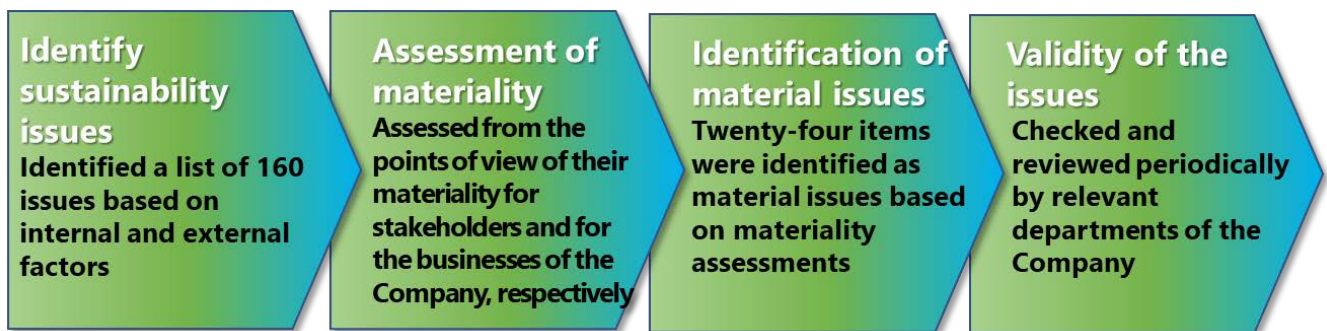 Identify
sustainability
issues
Identified a list of 160
issues based on
internal and external
factors
Assessment of
materiality
Assessed from the
points of view of their
materiality for
stakeholders and for
the businesses of the
Company, respectively
Identification of
material issues
Twenty-four items
were identified as
material issues based
on materiality
assessments
Validity of the
issues
Checked and
reviewed periodically
by relevant
departments of the
Company